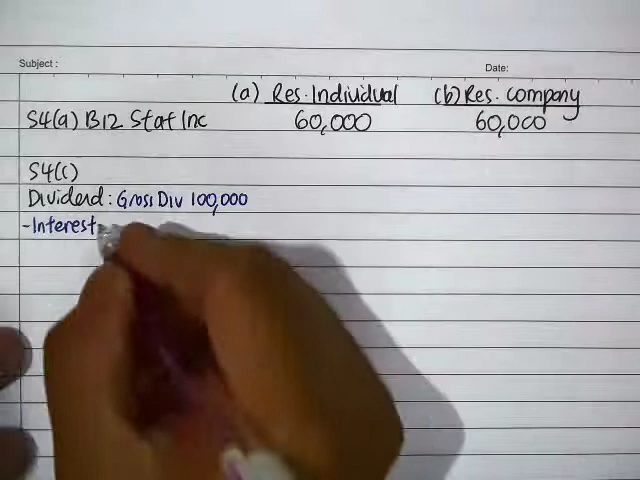 Subject :
Date:
(a) Res. Individual (b) Res. company
S4(a) B12 Stat Inc 60,000 60,000
S4(c)
Dividend: Gross Div 100,000
-Interest